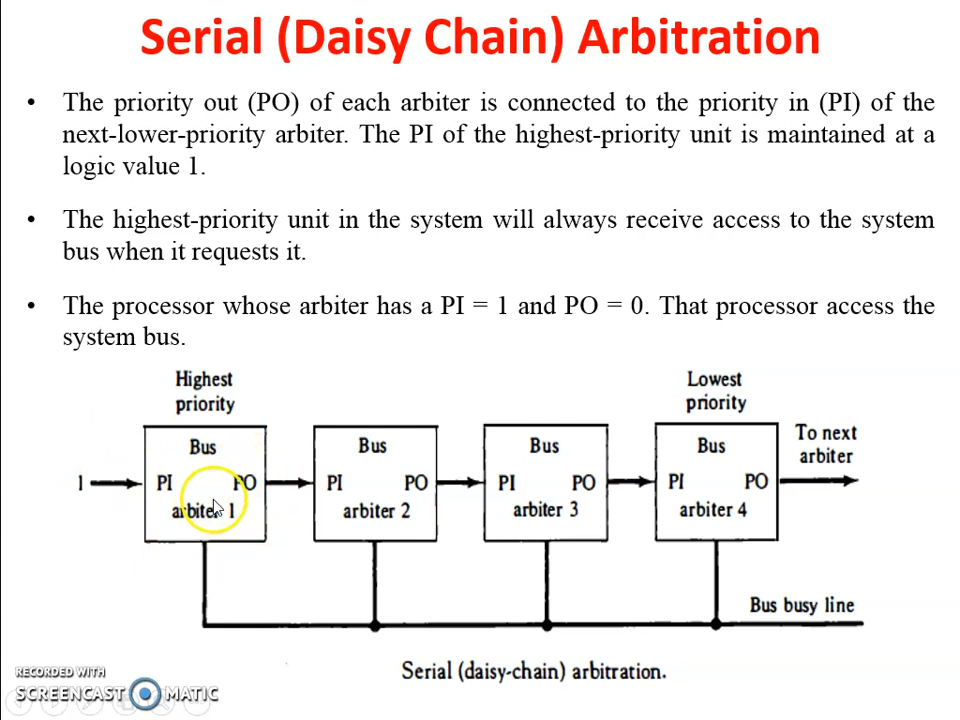 Serial (Daisy Chain) Arbitration
• The priority out (PO) of each arbiter is connected to the priority in (PI) of the
next-lower-priority arbiter. The PI of the highest-priority unit is maintained at a
logic value 1.
• The highest-priority unit in the system will always receive access to the system
bus when it requests it.
• The processor whose arbiter has a PI = 1 and PO = 0. That processor access the
system bus.
Highest
priority
Lowest
priority
1
Bus
PI PO
arbiter 1
Bus
PI PO
arbiter 2
Bus
PI PO
arbiter 3
Bus
PI PO
arbiter 4
To next
arbiter
Bus busy line
Serial (daisy-chain) arbitration.
RECORDED WITH
SCREENCAST MATIC